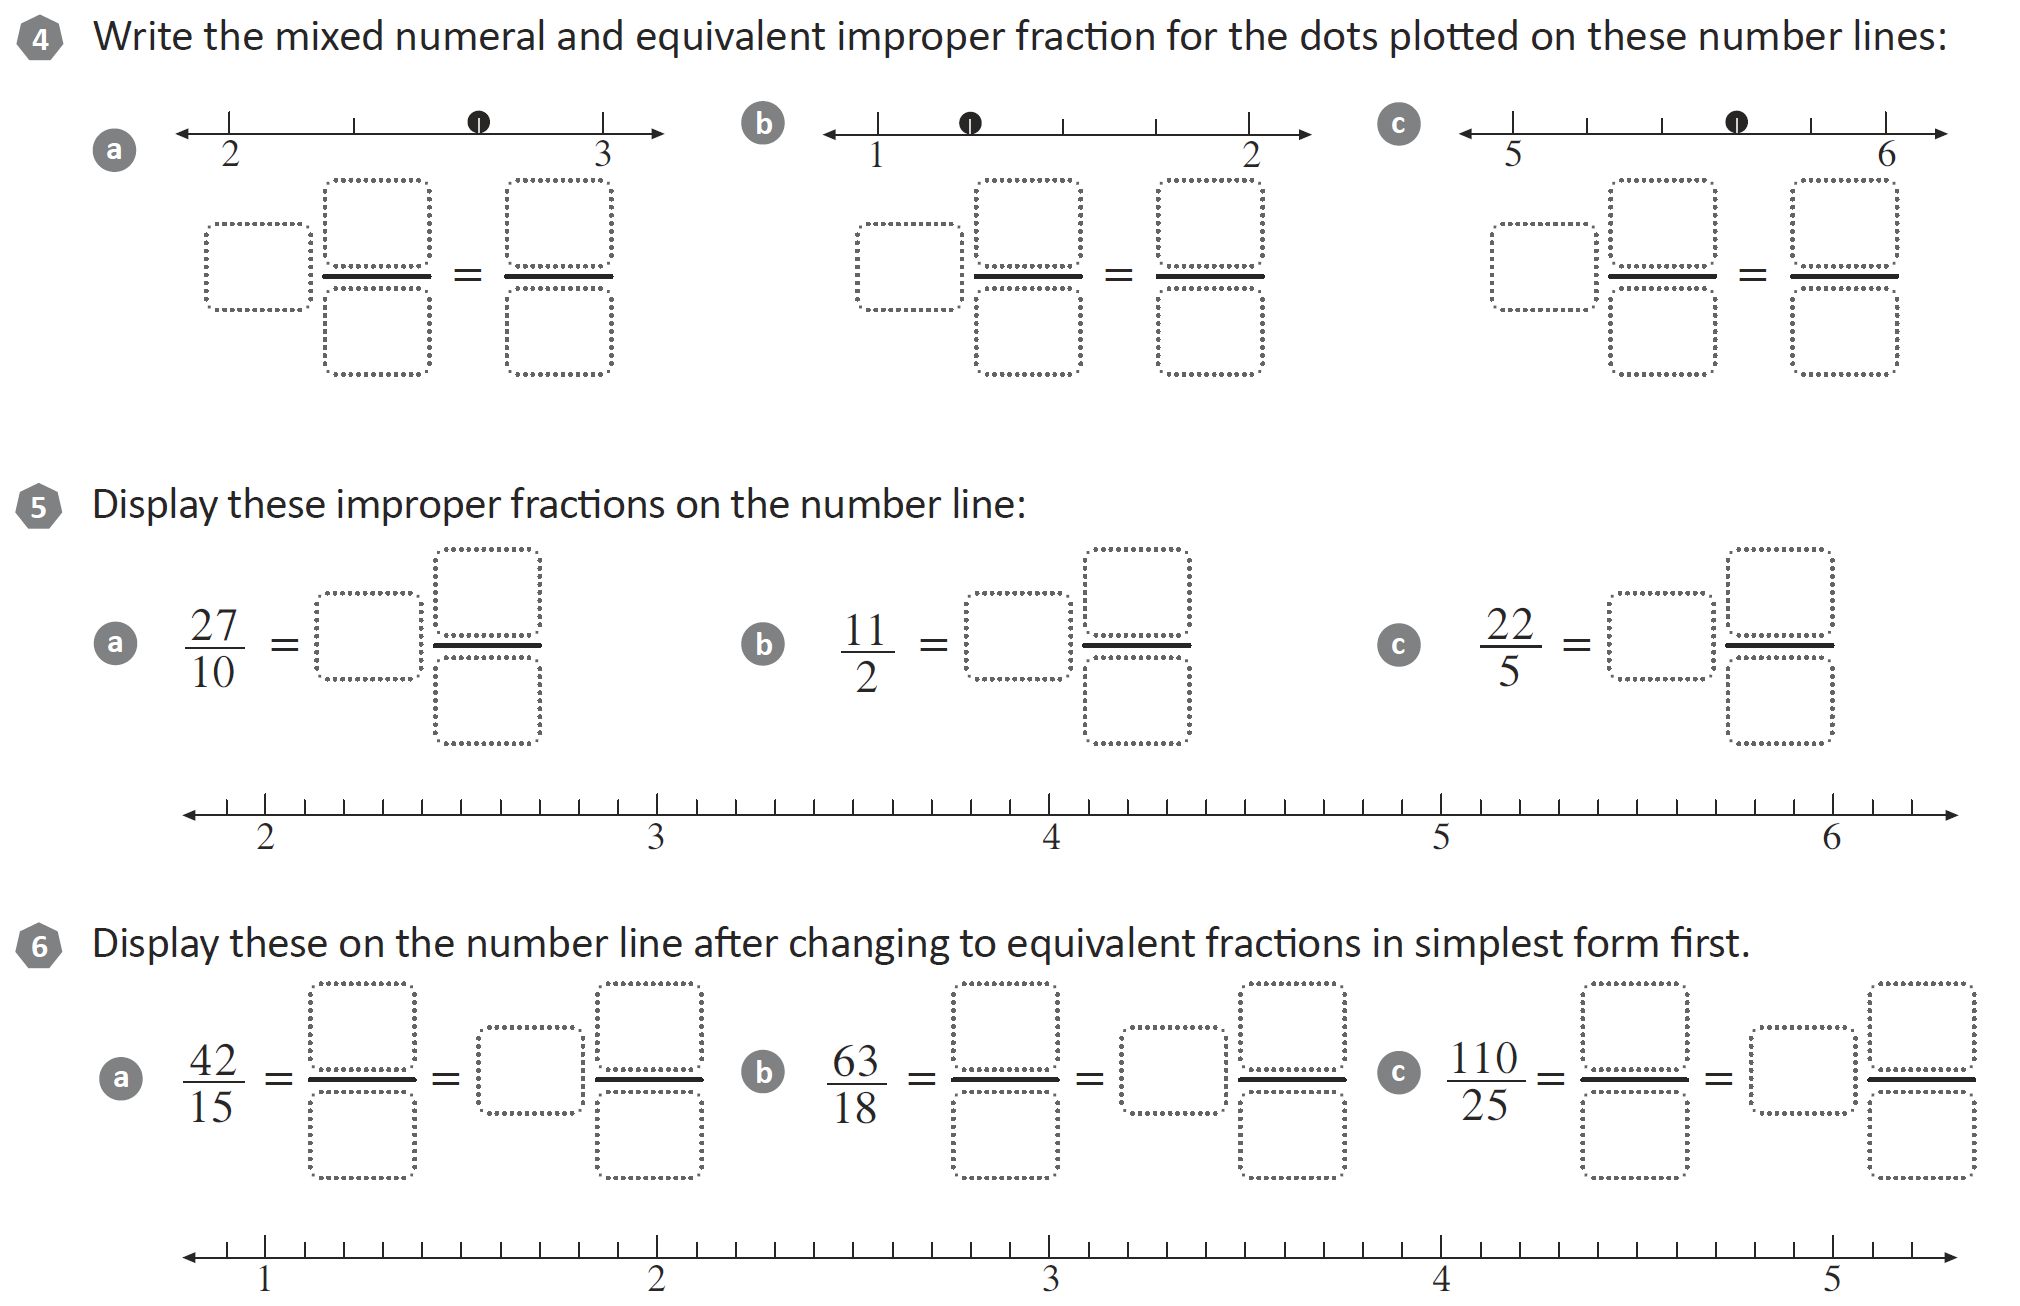 4 Write the mixed numeral and equivalent improper fraction for the dots plotted on these number lines:
a 2 3 b 1 2 c 5 6
= = =
5 Display these improper fractions on the number line:
a 27/10 = b 11/2 = c 22/5 =
2 3 4 5 6
6 Display these on the number line after changing to equivalent fractions in simplest form first.
a 42/15 = = b 63/18 = = c 110/25 = =
1 2 3 4 5